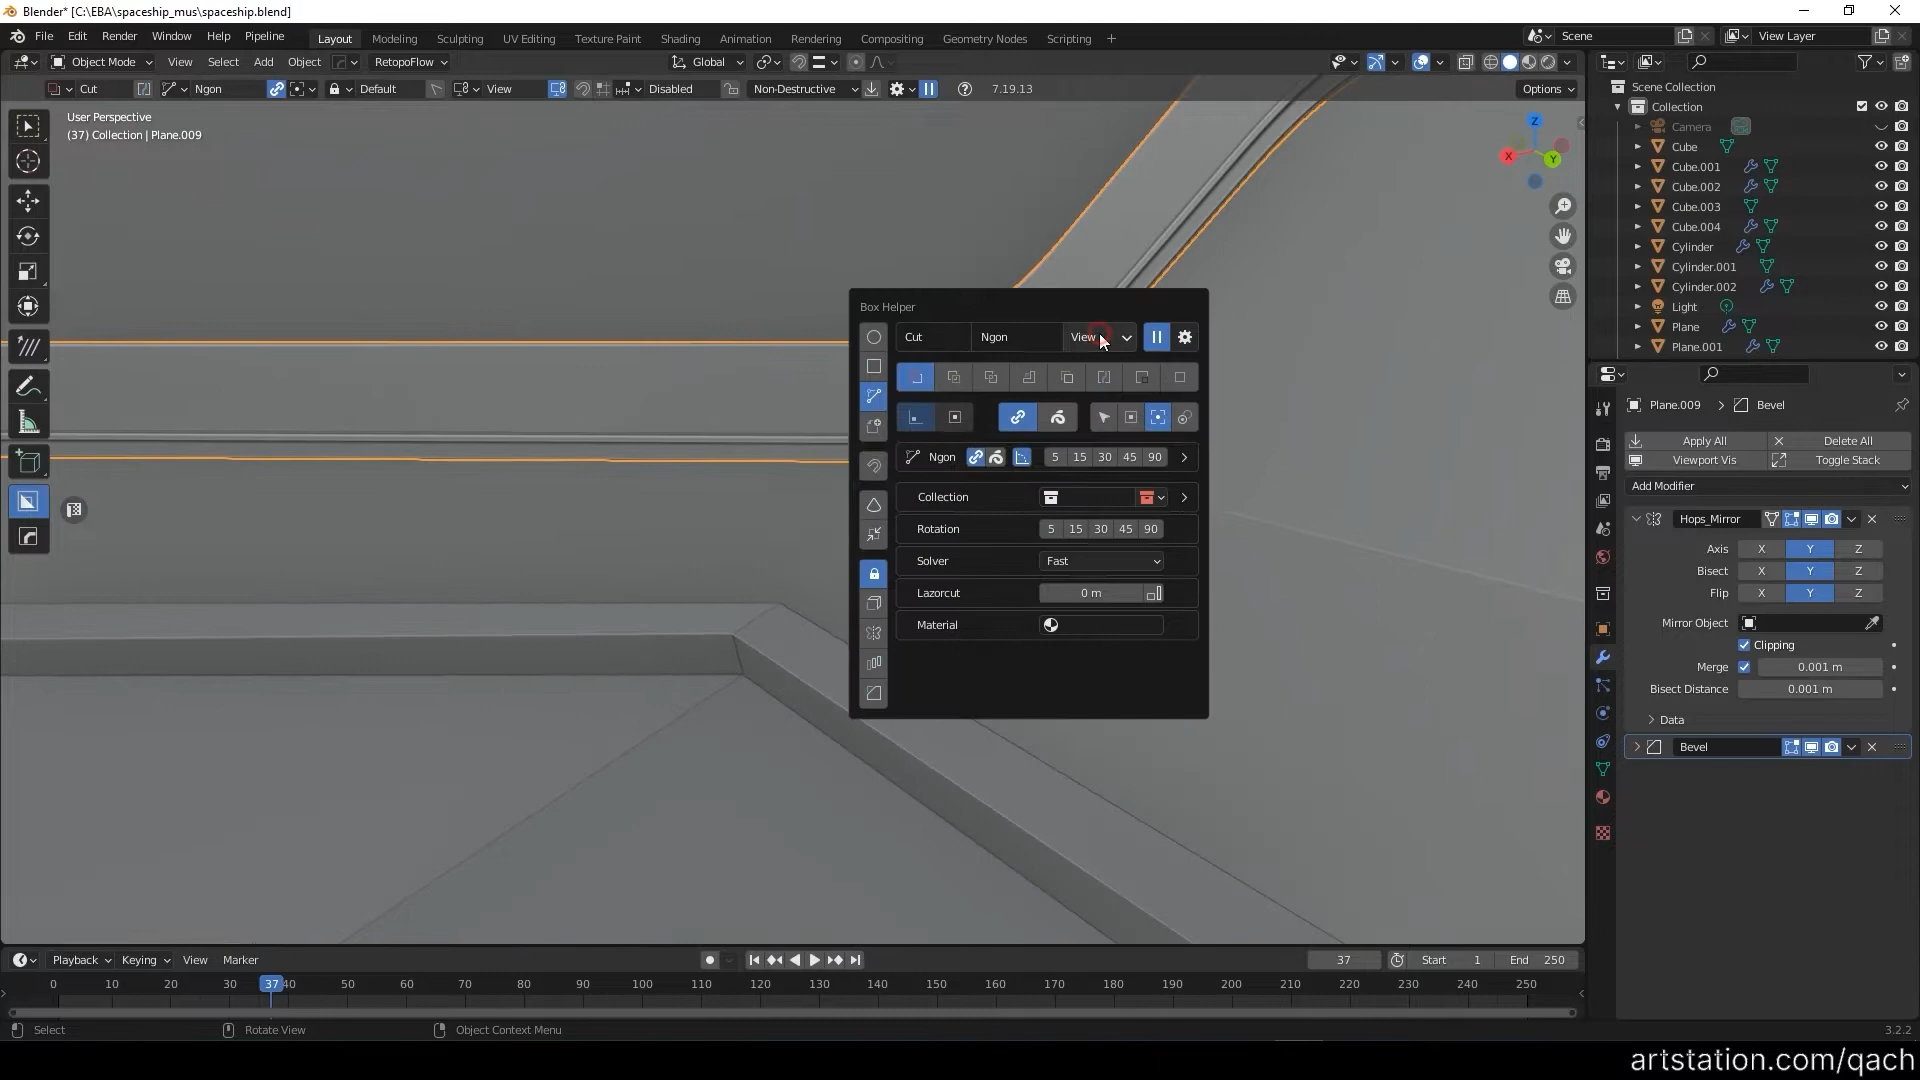 Blender* [C:\EBA\spaceship_mus\spaceship.blend]
File Edit Render Window Help Pipeline Layout Modeling Sculpting UV Editing Texture Paint Shading Animation Rendering Compositing Geometry Nodes Scripting + Scene View Layer
Object Mode View Select Add Object RetopoFlow Global
Cut Ngon Default View Disabled Non-Destructive 7.19.13 Options
User Perspective
(37) Collection | Plane.009
Z
X
Y
Scene Collection
Collection
Camera
Cube
Cube.001
Cube.002
Cube.003
Cube.004
Cylinder
Cylinder.001
Cylinder.002
Light
Plane
Plane.001
Box Helper
Cut Ngon View
Ngon 5 15 30 45 90
Collection
Rotation 5 15 30 45 90
Solver Fast
Lazorcut 0 m
Material
Plane.009 Bevel
Apply All Delete All
Viewport Vis Toggle Stack
Add Modifier
Hops_Mirror
Axis X Y Z
Bisect X Y Z
Flip X Y Z
Mirror Object
Clipping
Merge 0.001 m
Bisect Distance 0.001 m
Data
Bevel
Playback Keying View Marker 37 Start 1 End 250
0 10 20 30 37 40 50 60 70 80 90 100 110 120 130 140 150 160 170 180 190 200 210 220 230 240 250
Select Rotate View Object Context Menu 3.2.2
artstation.com/qach